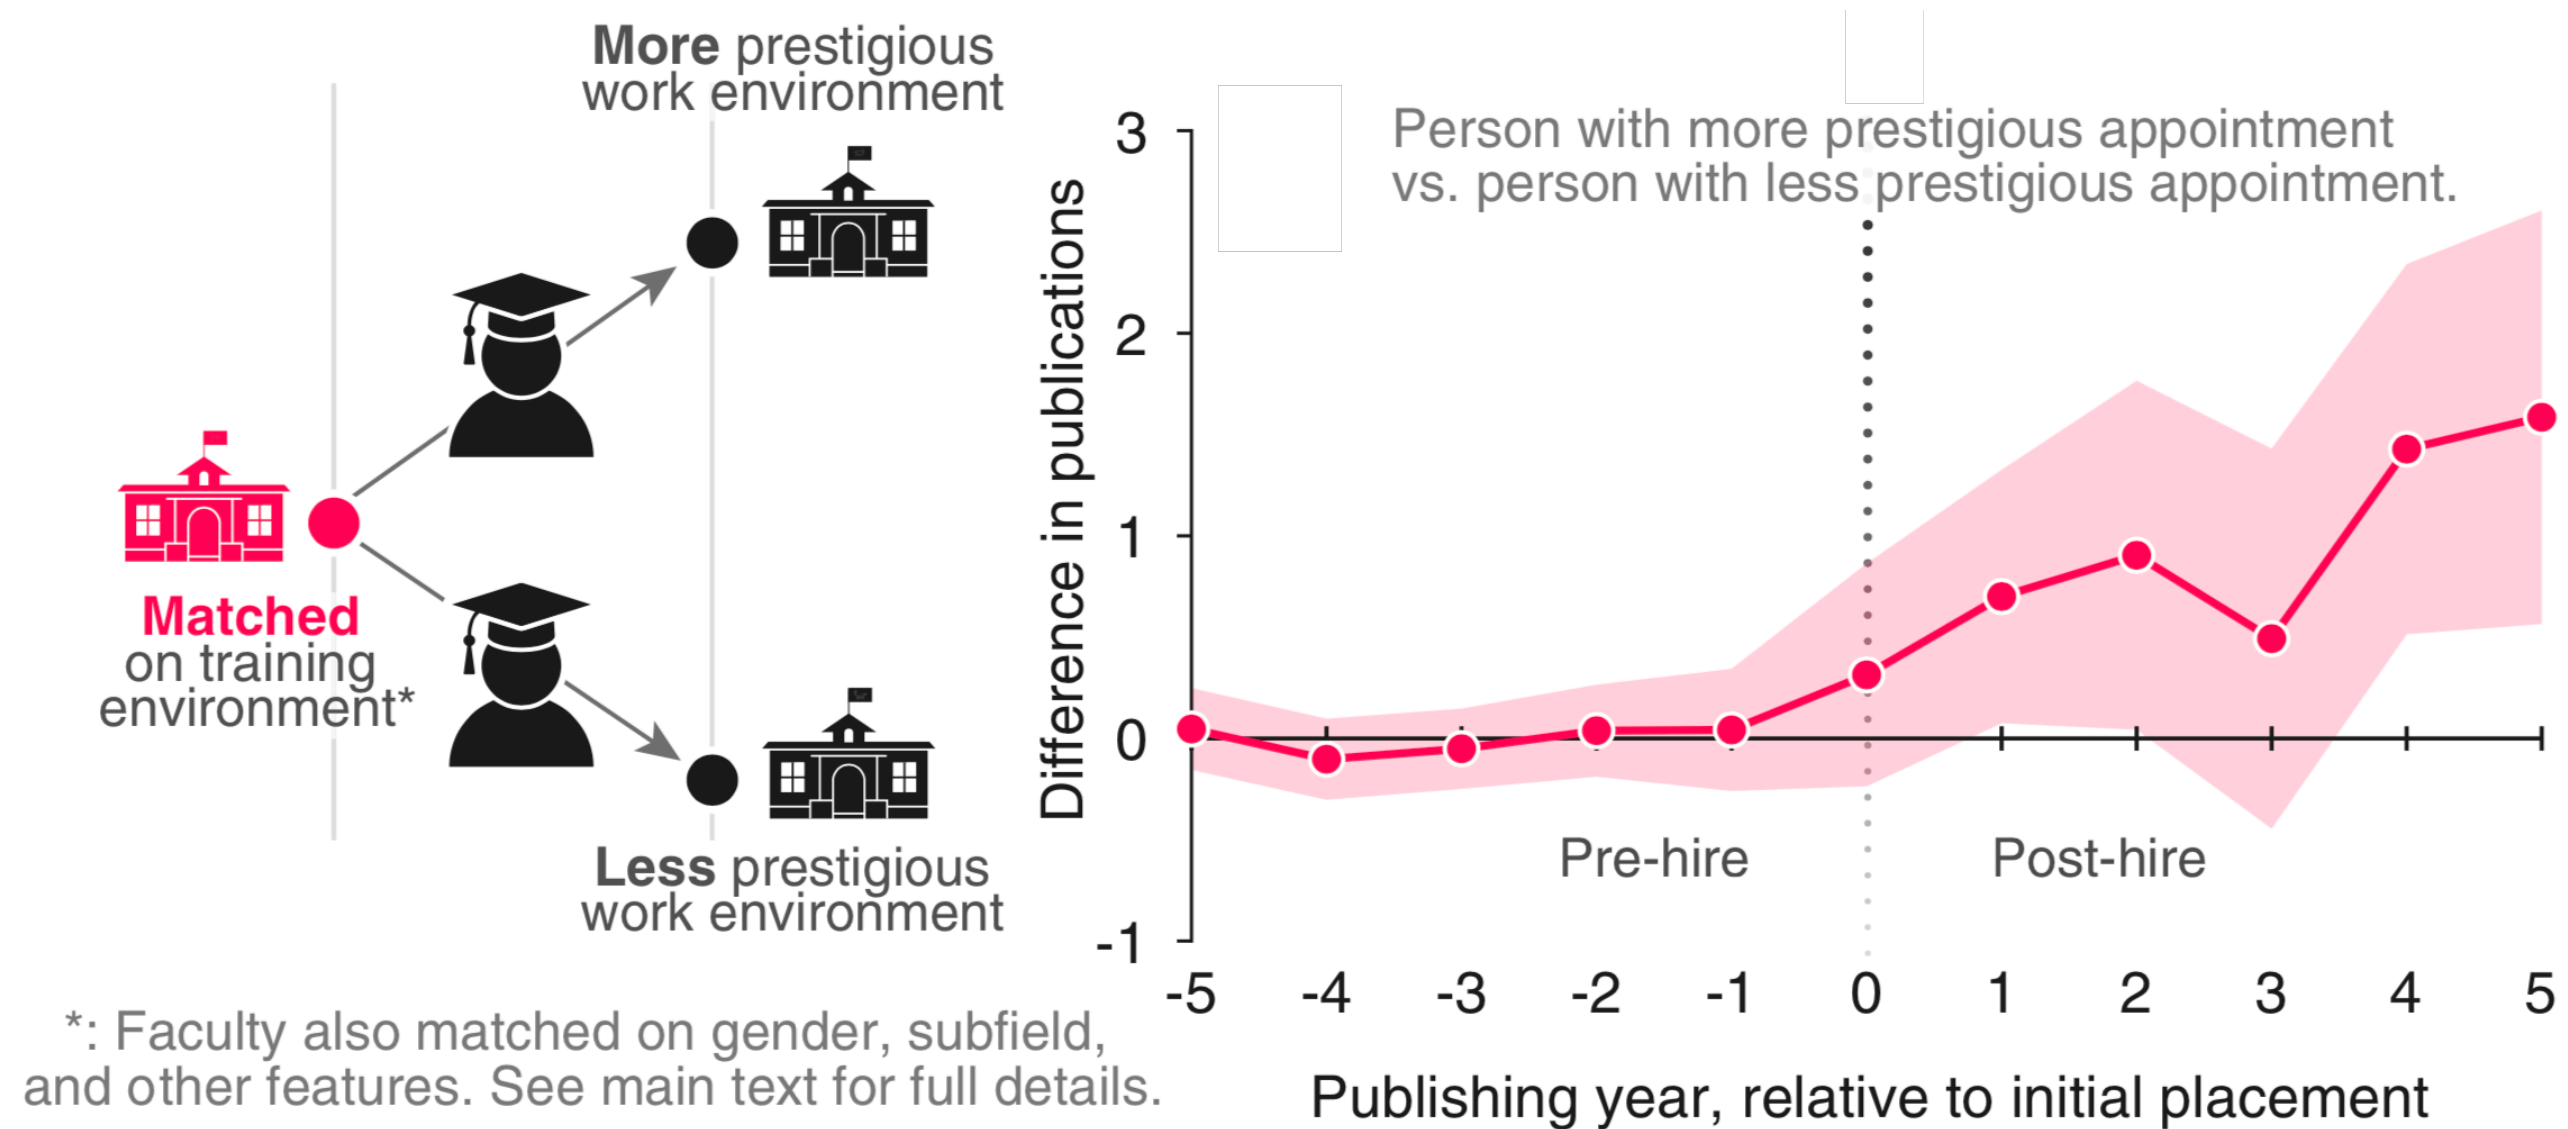 More prestigious
work environment
Matched
on training
environment*
Less prestigious
work environment
*: Faculty also matched on gender, subfield,
and other features. See main text for full details.
Person with more prestigious appointment
vs. person with less prestigious appointment.
Difference in publications
3
2
1
0
-1
Pre-hire
Post-hire
-5 -4 -3 -2 -1 0 1 2 3 4 5
Publishing year, relative to initial placement